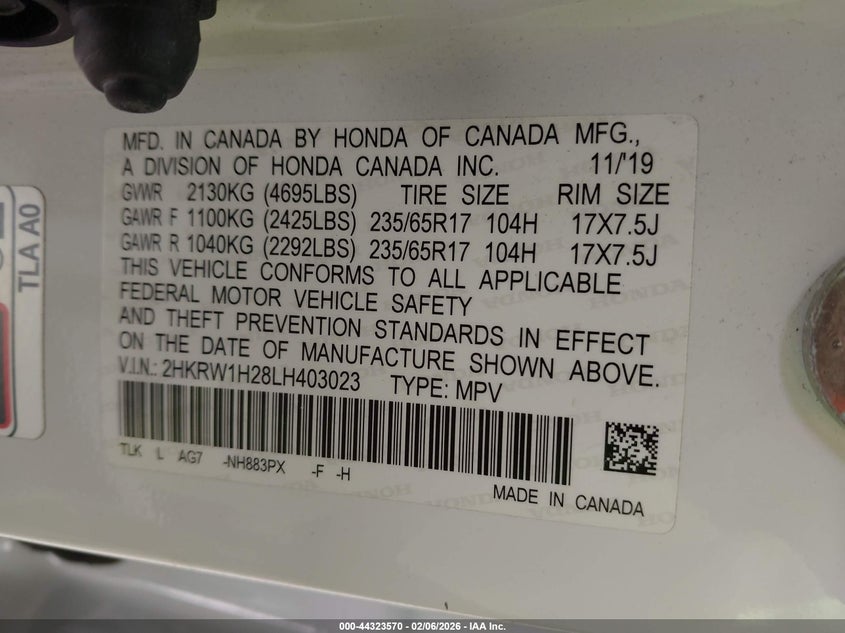 MFD. IN CANADA BY HONDA OF CANADA MFG.,
A DIVISION OF HONDA CANADA INC. 11/'19
GVWR 2130KG (4695LBS) TIRE SIZE RIM SIZE
GAWR F 1100KG (2425LBS) 235/65R17 104H 17X7.5J
GAWR R 1040KG (2292LBS) 235/65R17 104H 17X7.5J
THIS VEHICLE CONFORMS TO ALL APPLICABLE
FEDERAL MOTOR VEHICLE SAFETY
AND THEFT PREVENTION STANDARDS IN EFFECT
ON THE DATE OF MANUFACTURE SHOWN ABOVE.
V.I.N.: 2HKRW1H28LH403023 TYPE: MPV
TLK L AG7 -NH883PX -F -H
MADE IN CANADA
TLA A0
000-44323570 - 02/06/2026 - IAA Inc.